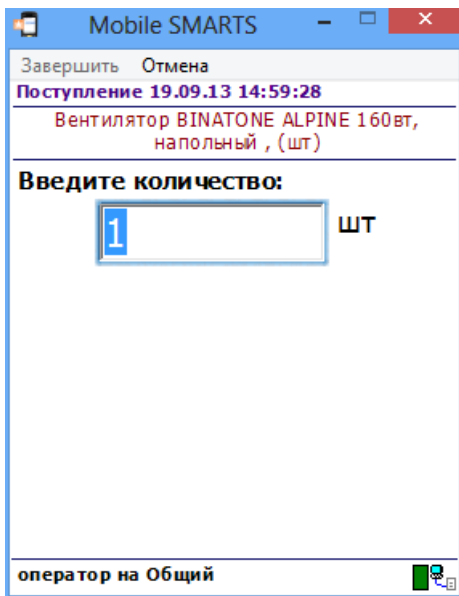 Mobile SMARTS
Завершить Отмена
Поступление 19.09.13 14:59:28
Вентилятор BINATONE ALPINE 160вт,
напольный , (шт)
Введите количество:
1 шт
оператор на Общий